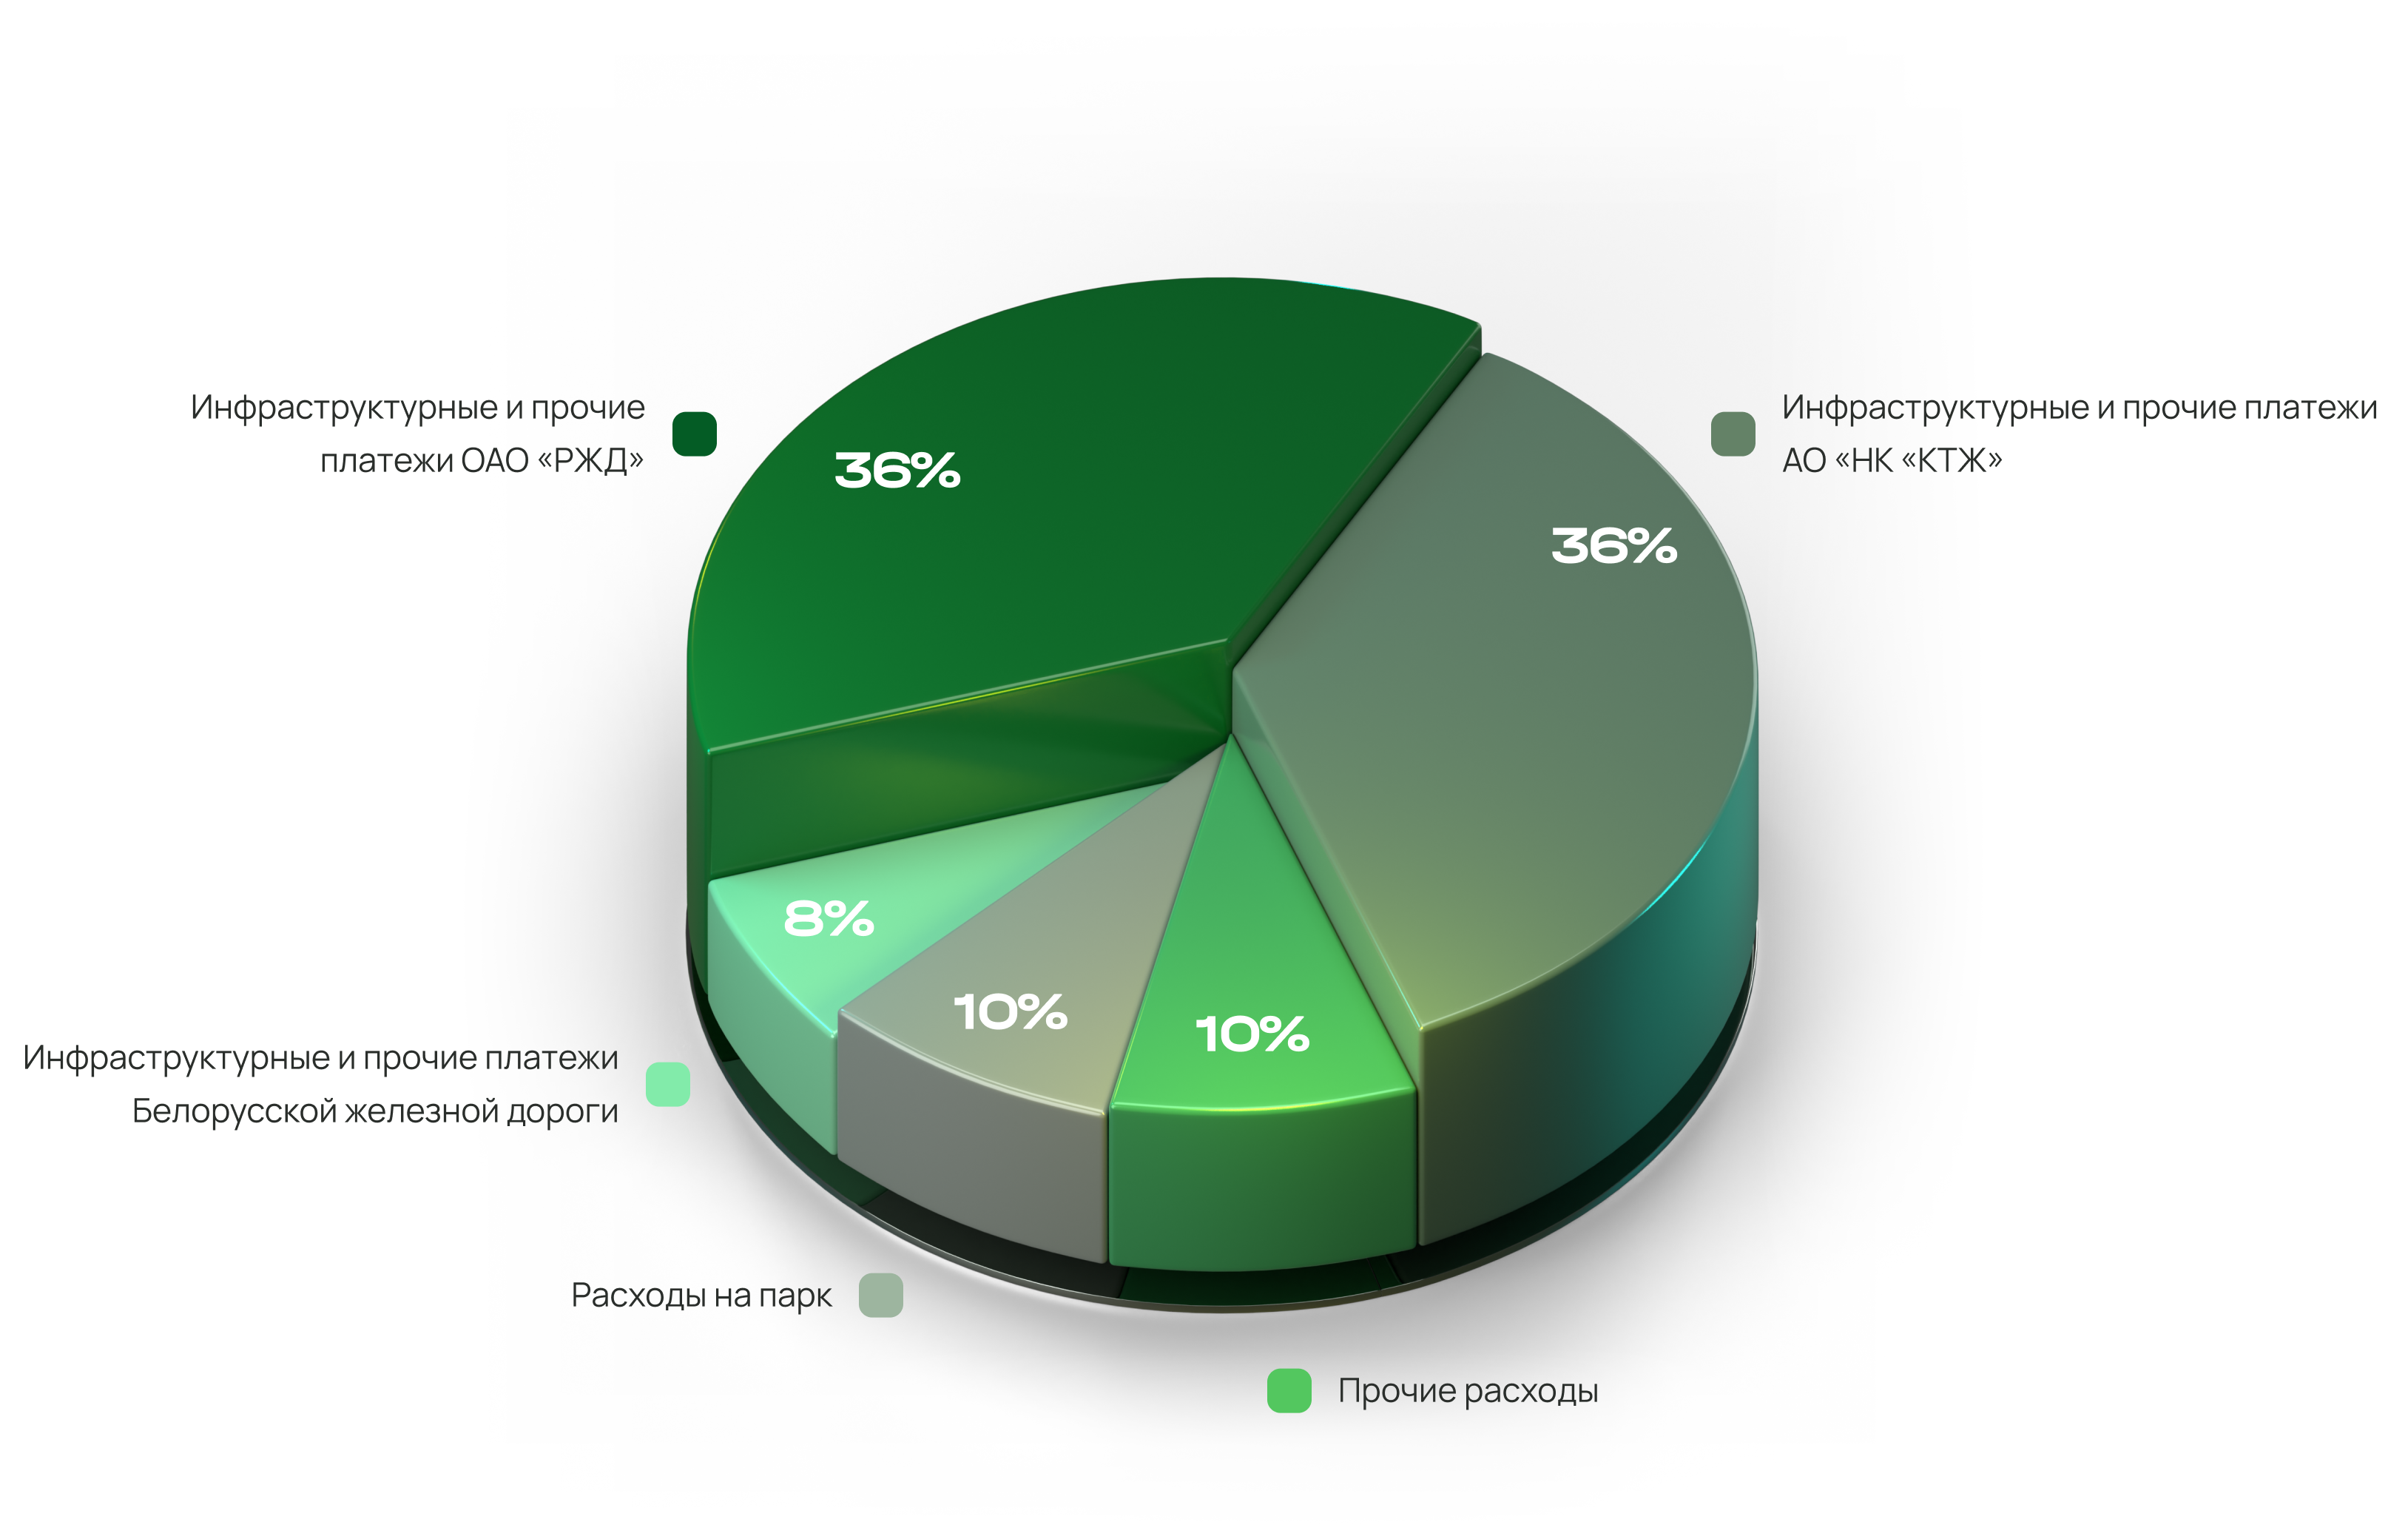 Инфраструктурные и прочие
платежи ОАО «РЖД»
36%
Инфраструктурные и прочие платежи
АО «НК «КТЖ»
36%
8%
10%
10%
Инфраструктурные и прочие платежи
Белорусской железной дороги
Расходы на парк
Прочие расходы